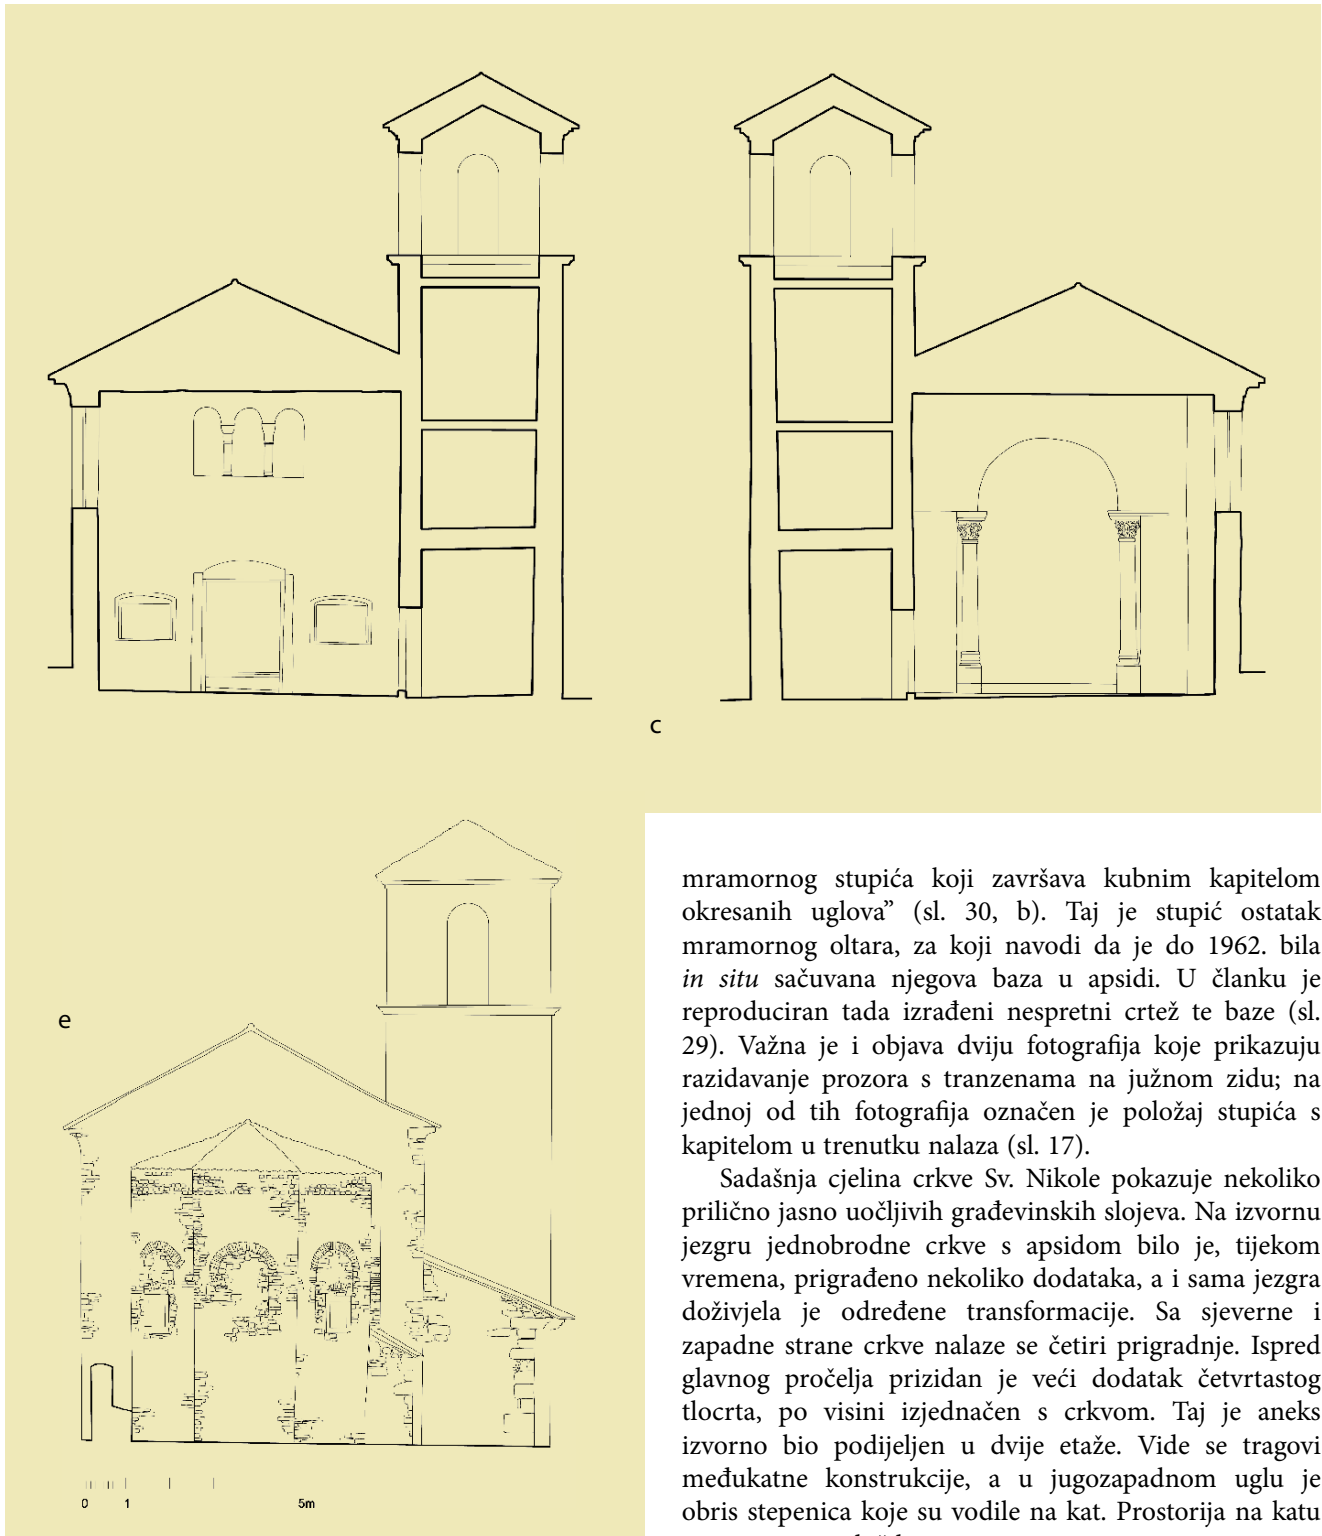 c
e
0 1 5m
mramornog stupića koji završava kubnim kapitelom
okresanih uglova” (sl. 30, b). Taj je stupić ostatak
mramornog oltara, za koji navodi da je do 1962. bila
in situ sačuvana njegova baza u apsidi. U članku je
reproduciran tada izrađeni nespretni crtež te baze (sl.
29). Važna je i objava dviju fotografija koje prikazuju
razidavanje prozora s tranzenama na južnom zidu; na
jednoj od tih fotografija označen je položaj stupića s
kapitelom u trenutku nalaza (sl. 17).
Sadašnja cjelina crkve Sv. Nikole pokazuje nekoliko
prilično jasno uočljivih građevinskih slojeva. Na izvornu
jezgru jednobrodne crkve s apsidom bilo je, tijekom
vremena, prigrađeno nekoliko dodataka, a i sama jezgra
doživjela je određene transformacije. Sa sjeverne i
zapadne strane crkve nalaze se četiri prigradnje. Ispred
glavnog pročelja prizidan je veći dodatak četvrtastog
tlocrta, po visini izjednačen s crkvom. Taj je aneks
izvorno bio podijeljen u dvije etaže. Vide se tragovi
međukatne konstrukcije, a u jugozapadnom uglu je
obris stepenica koje su vodile na kat. Prostorija na katu